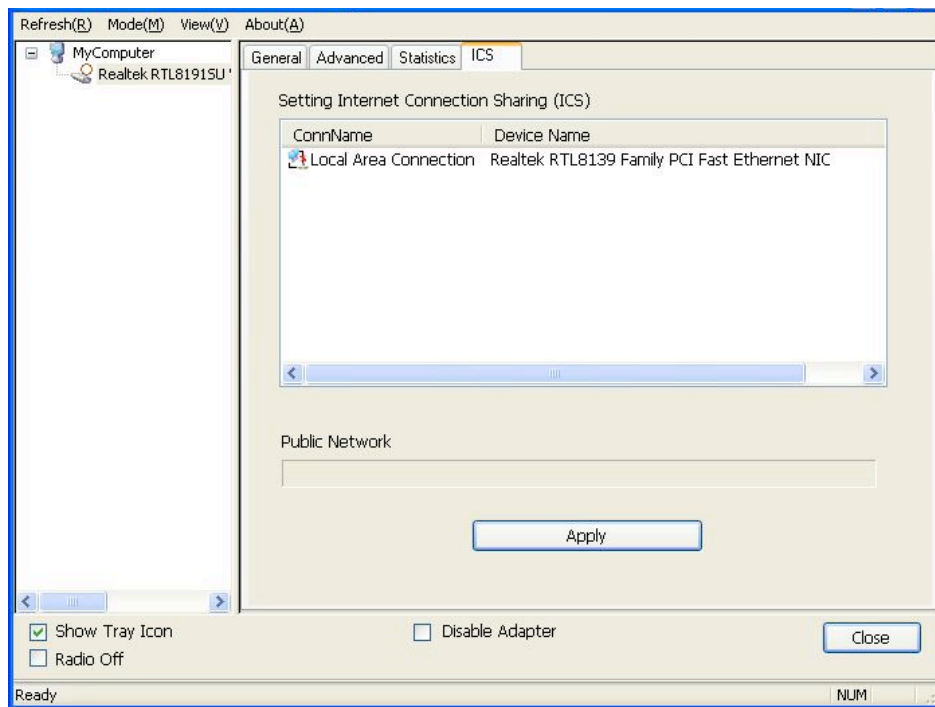 Refresh(R) Mode(M) View(V) About(A)
MyComputer
Realtek RTL8191SU
General Advanced Statistics ICS
Setting Internet Connection Sharing (ICS)
ConnName Device Name
Local Area Connection Realtek RTL8139 Family PCI Fast Ethernet NIC
Public Network
Apply
Show Tray Icon
Disable Adapter
Close
Radio Off
Ready NUM